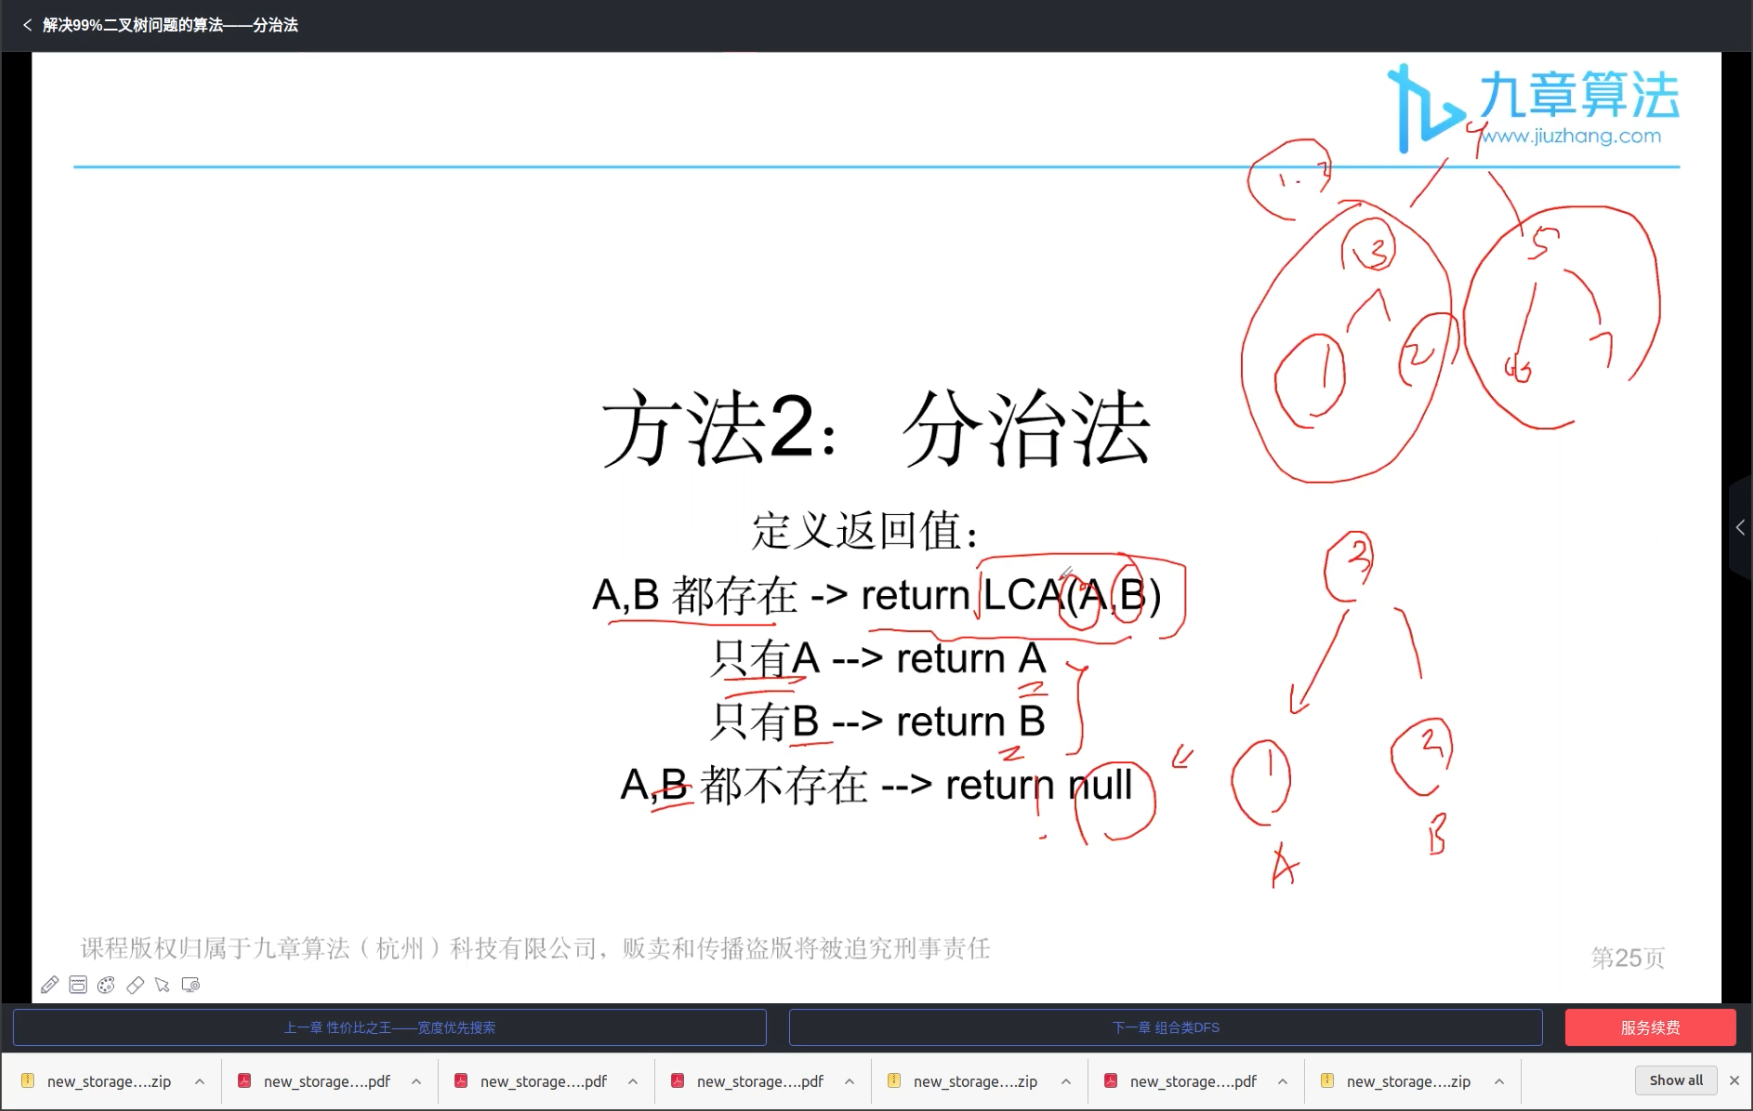 解决99%二叉树问题的算法——分治法
九章算法
www.jiuzhang.com
4
1.
3
5
1
2
7
方法2：分治法
定义返回值：
A,B 都存在 -> return LCA(A,B)
只有A --> return A
只有B --> return B
A,B 都不存在 --> return null
3
1
2
A
B
课程版权归属于九章算法（杭州）科技有限公司，贩卖和传播盗版将被追究刑事责任
第25页
上一章 性价比之王——宽度优先搜索
下一章 组合类DFS
服务续费
new_storage....zip
new_storage....pdf
new_storage....pdf
new_storage....pdf
new_storage....zip
new_storage....pdf
new_storage....zip
Show all